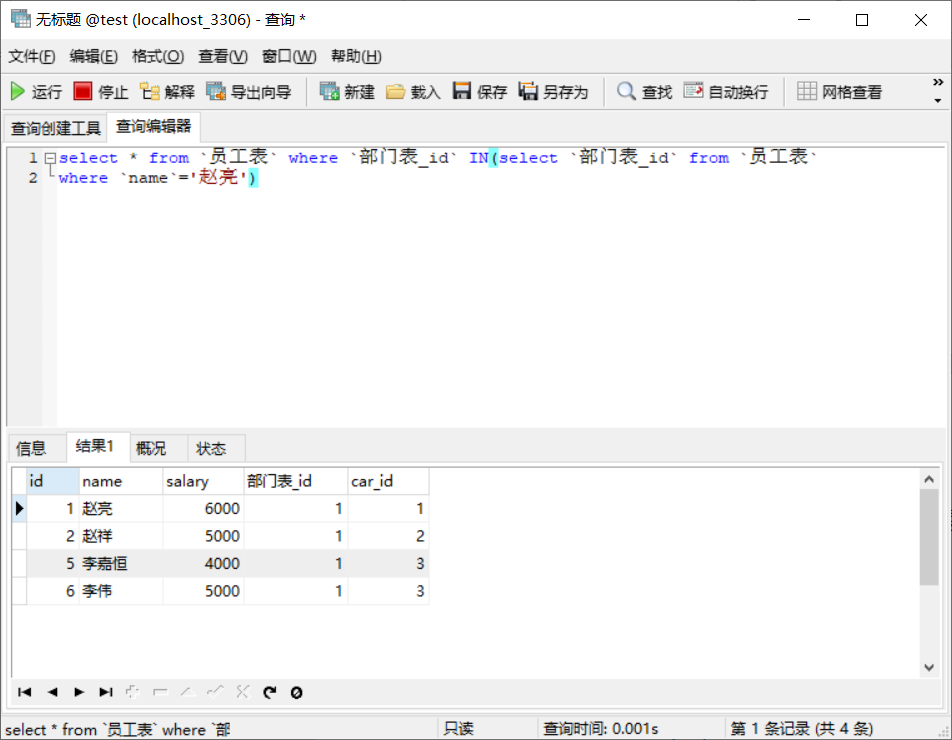 无标题 @test (localhost_3306) - 查询 *
文件(F) 编辑(E) 格式(O) 查看(V) 窗口(W) 帮助(H)
运行 停止 解释 导出向导 新建 载入 保存 另存为 查找 自动换行 网格查看 »
查询创建工具 查询编辑器
1 select * from `员工表` where `部门表_id` IN(select `部门表_id` from `员工表`
2 where `name`='赵亮')
信息 结果1 概况 状态
id name salary 部门表_id car_id
1 赵亮 6000 1 1
2 赵祥 5000 1 2
5 李嘉恒 4000 1 3
6 李伟 5000 1 3
select * from `员工表` where `部 只读 查询时间: 0.001s 第 1 条记录 (共 4 条)